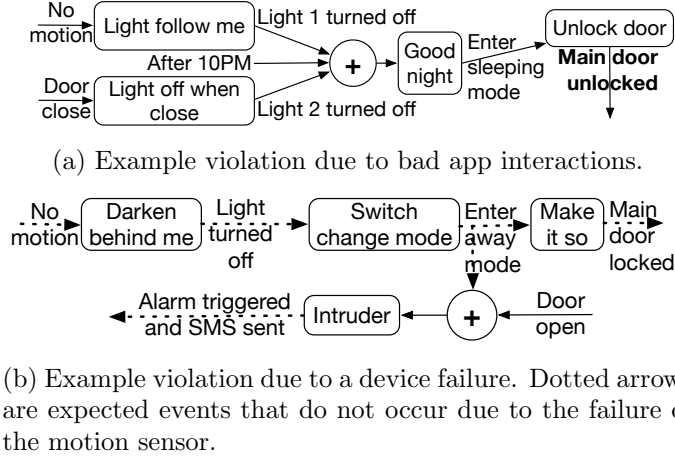 No
motion
Light follow me
Light 1 turned off
After 10PM
+
Good
night
Enter
sleeping
mode
Unlock door
Main door
unlocked
Door
close
Light off when
close
Light 2 turned off
(a) Example violation due to bad app interactions.
No
motion
Darken
behind me
Light
turned
off
Switch
change mode
Enter
away
mode
Make
it so
Main
door
locked
Alarm triggered
and SMS sent
Intruder
+
Door
open
(b) Example violation due to a device failure. Dotted arrow
are expected events that do not occur due to the failure
the motion sensor.